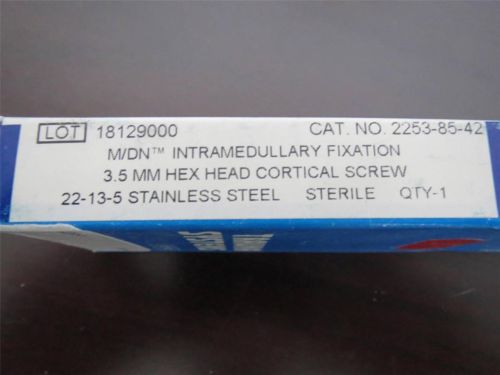 LOT 18129000 CAT. NO. 2253-85-42
M/DN™ INTRAMEDULLARY FIXATION
3.5 MM HEX HEAD CORTICAL SCREW
22-13-5 STAINLESS STEEL STERILE QTY-1